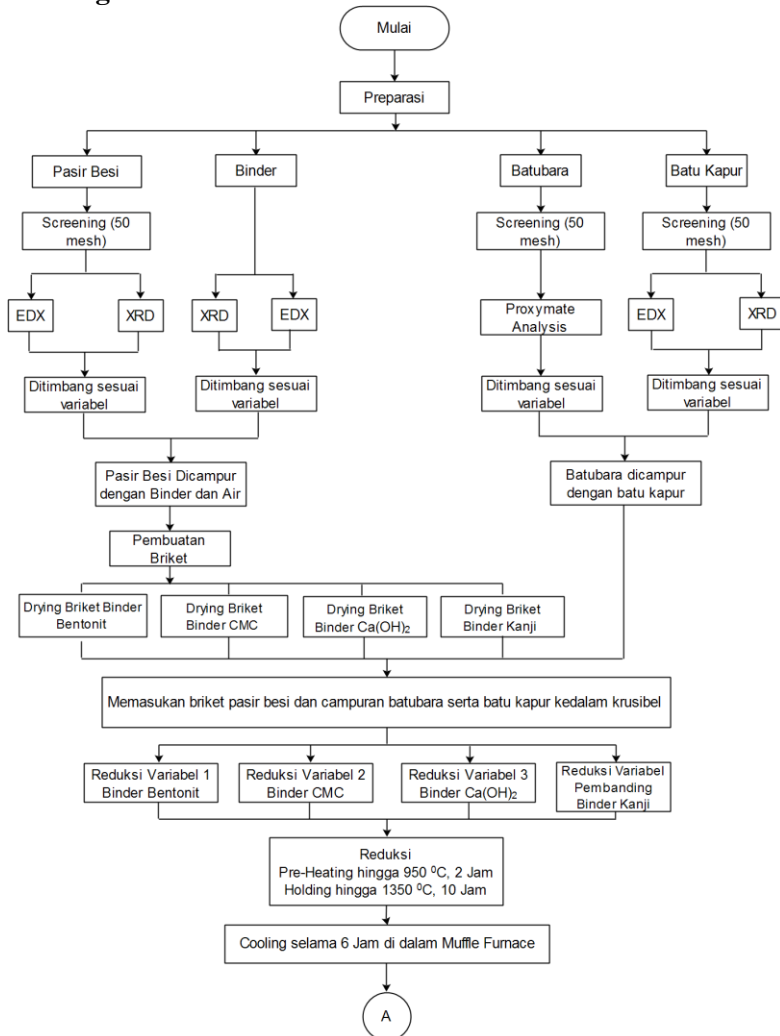 Mulai
Preparasi
Pasir Besi
Binder
Batubara
Batu Kapur
Screening (50
mesh)
Screening (50
mesh)
Screening (50
mesh)
EDX
XRD
XRD
EDX
Proxymate
Analysis
EDX
XRD
Ditimbang sesuai
variabel
Ditimbang sesuai
variabel
Ditimbang sesuai
variabel
Ditimbang sesuai
variabel
Pasir Besi Dicampur
dengan Binder dan Air
Batubara dicampur
dengan batu kapur
Pembuatan
Briket
Drying Briket Binder
Bentonit
Drying Briket
Binder CMC
Drying Briket
Binder Ca(OH)₂
Drying Briket
Binder Kanji
Memasukan briket pasir besi dan campuran batubara serta batu kapur kedalam krusibel
Reduksi Variabel 1
Binder Bentonit
Reduksi Variabel 2
Binder CMC
Reduksi Variabel 3
Binder Ca(OH)₂
Reduksi Variabel
Pembanding
Binder Kanji
Reduksi
Pre-Heating hingga 950 ⁰C, 2 Jam
Holding hingga 1350 ⁰C, 10 Jam
Cooling selama 6 Jam di dalam Muffle Furnace
A